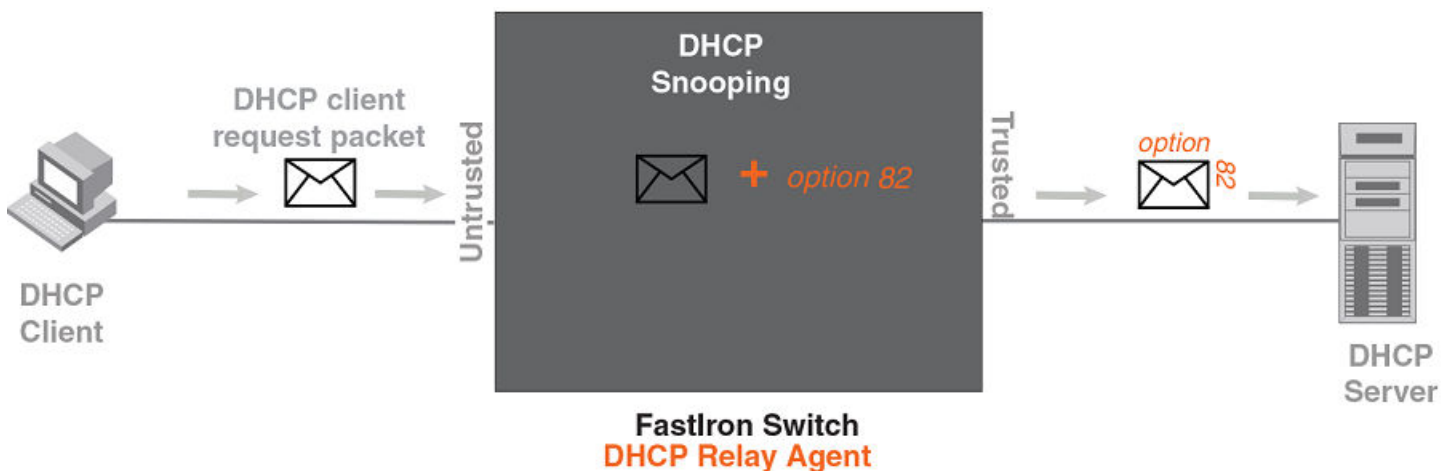 DHCP
Snooping
DHCP client
request packet
Untrusted
+ option 82
Trusted
option
82
DHCP
Client
DHCP
Server
FastIron Switch
DHCP Relay Agent